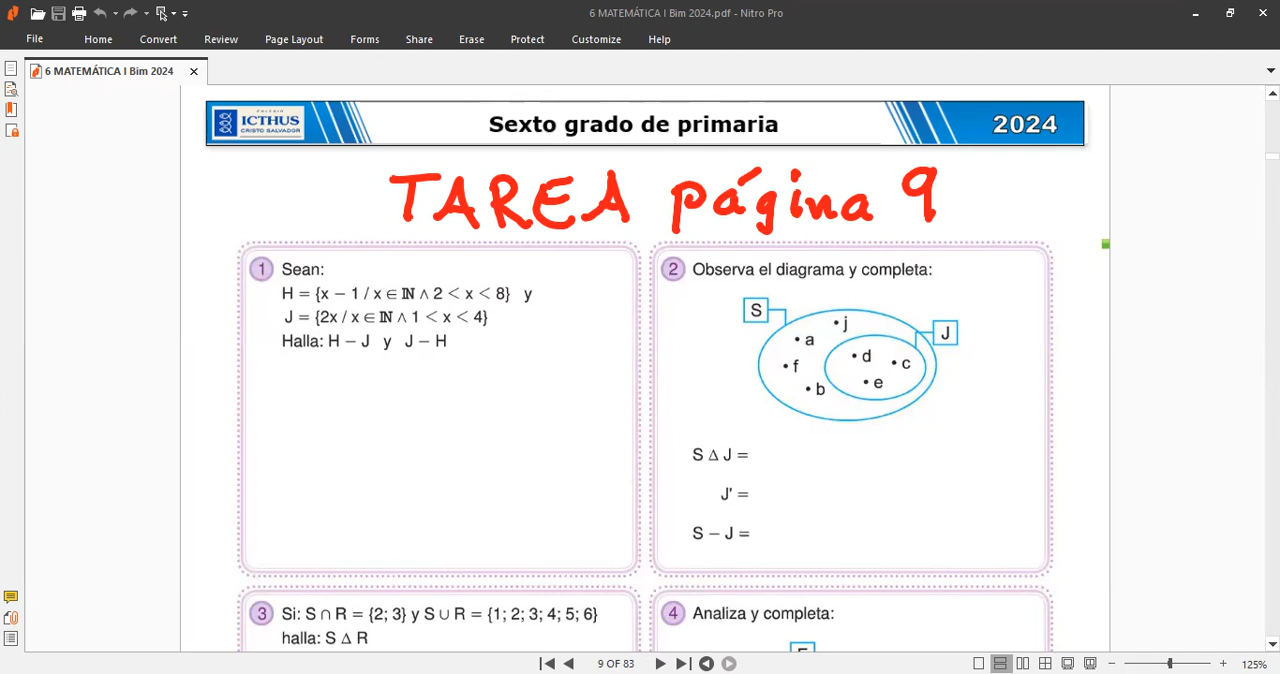 6 MATEMÁTICA I Bim 2024.pdf - Nitro Pro
File Home Convert Review Page Layout Forms Share Erase Protect Customize Help
6 MATEMÁTICA I Bim 2024
COLEGIO
ICTHUS
CRISTO SALVADOR
Sexto grado de primaria
2024
TAREA página 9
1 Sean:
H = {x – 1 / x ∈ ℕ ∧ 2 < x < 8} y
J = {2x / x ∈ ℕ ∧ 1 < x < 4}
Halla: H – J y J – H
2 Observa el diagrama y completa:
S
j
J
a
d
c
f
e
b
S Δ J =
J' =
S – J =
3 Si: S ∩ R = {2; 3} y S ∪ R = {1; 2; 3; 4; 5; 6}
halla: S Δ R
4 Analiza y completa:
9 OF 83
125%